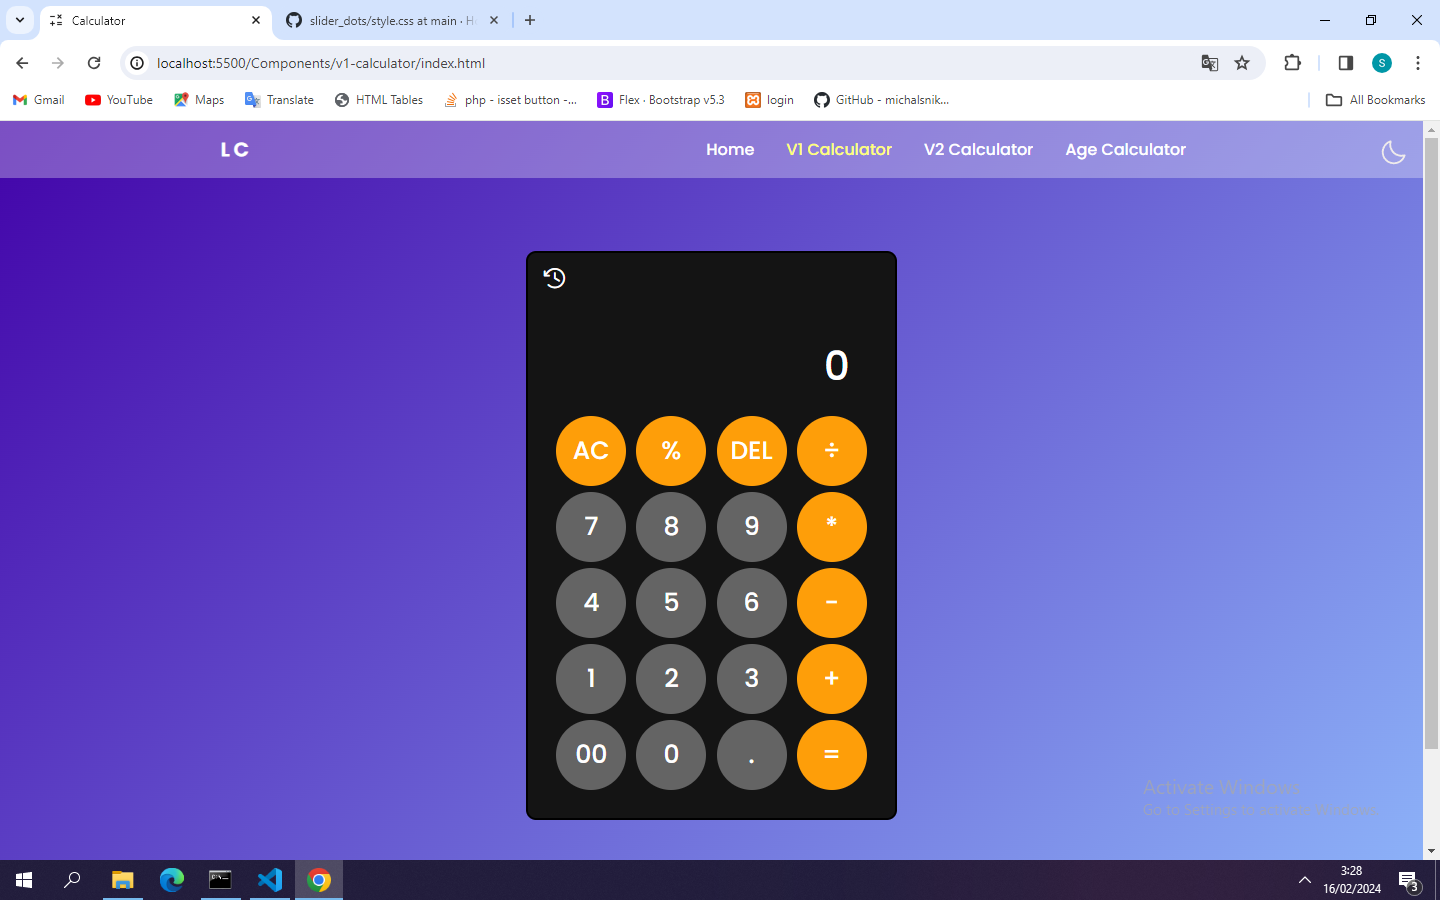 Calculator
slider_dots/style.css at main · H
localhost:5500/Components/v1-calculator/index.html
S
Gmail
YouTube
Maps
Translate
HTML Tables
php - isset button -...
B
Flex · Bootstrap v5.3
login
GitHub - michalsnik...
All Bookmarks
L C
Home
V1 Calculator
V2 Calculator
Age Calculator
0
AC % DEL ÷
7 8 9 *
4 5 6 -
1 2 3 +
00 0 . =
Activate Windows
Go to Settings to activate Windows.
3:28
16/02/2024
3